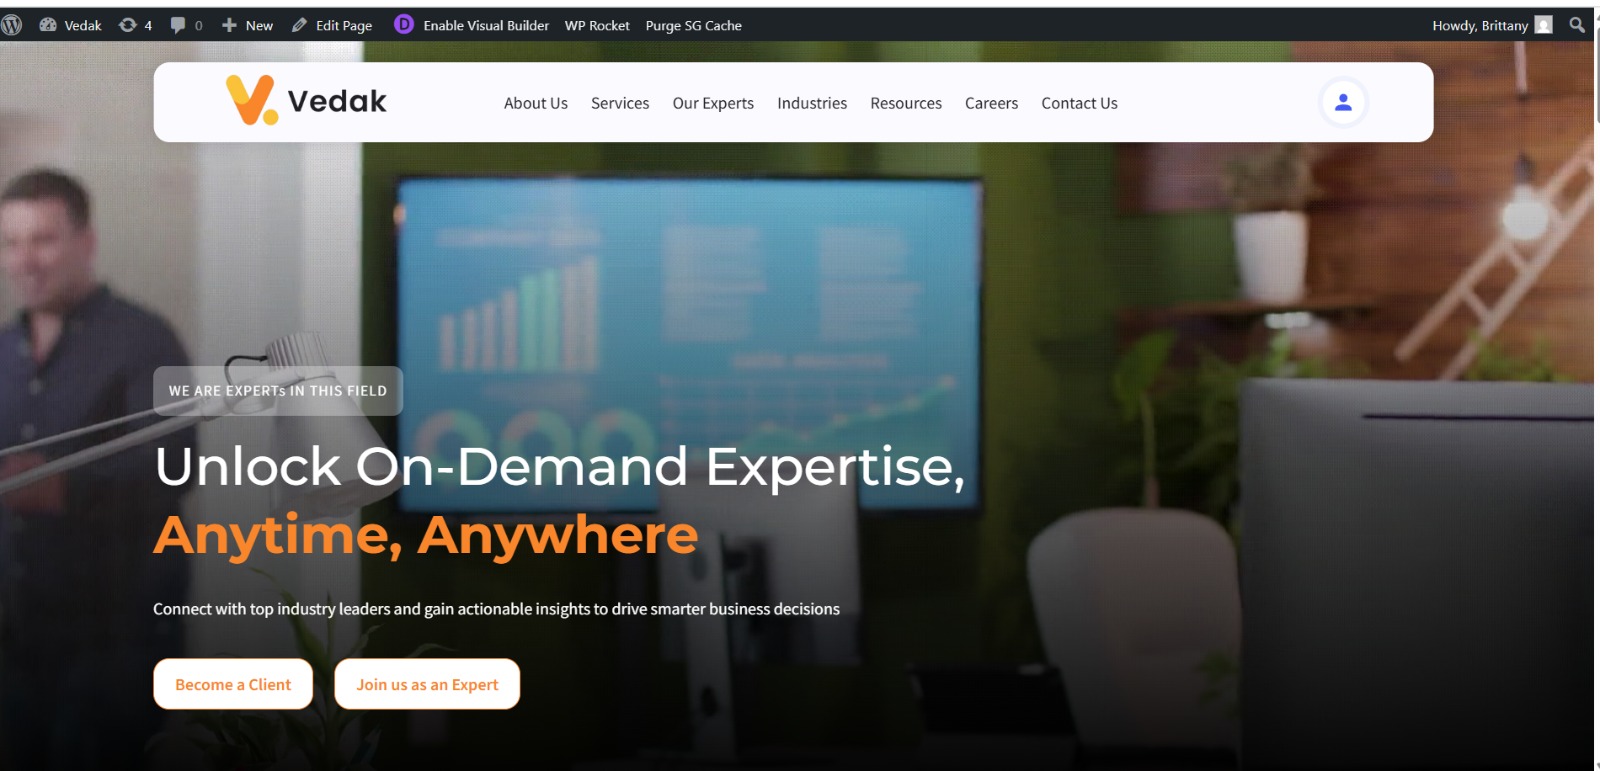 Vedak 4 0 New Edit Page D Enable Visual Builder WP Rocket Purge SG Cache Howdy, Brittany
Vedak About Us Services Our Experts Industries Resources Careers Contact Us
WE ARE EXPERTs IN THIS FIELD
Unlock On-Demand Expertise,
Anytime, Anywhere
Connect with top industry leaders and gain actionable insights to drive smarter business decisions
Become a Client Join us as an Expert